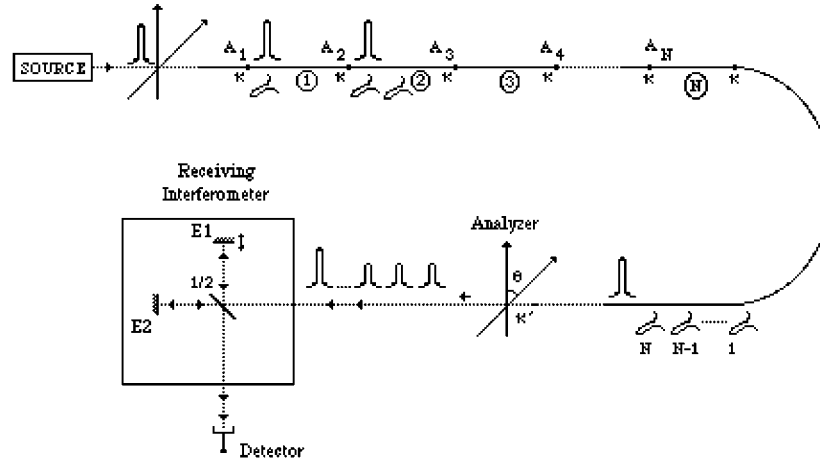 SOURCE
A1 A2 A3 A4 AN
κ κ κ κ κ κ
1 2 3 N
Receiving
Interferometer
E1
1/2
E2
Analyzer
θ
κ'
N N-1 1
Detector